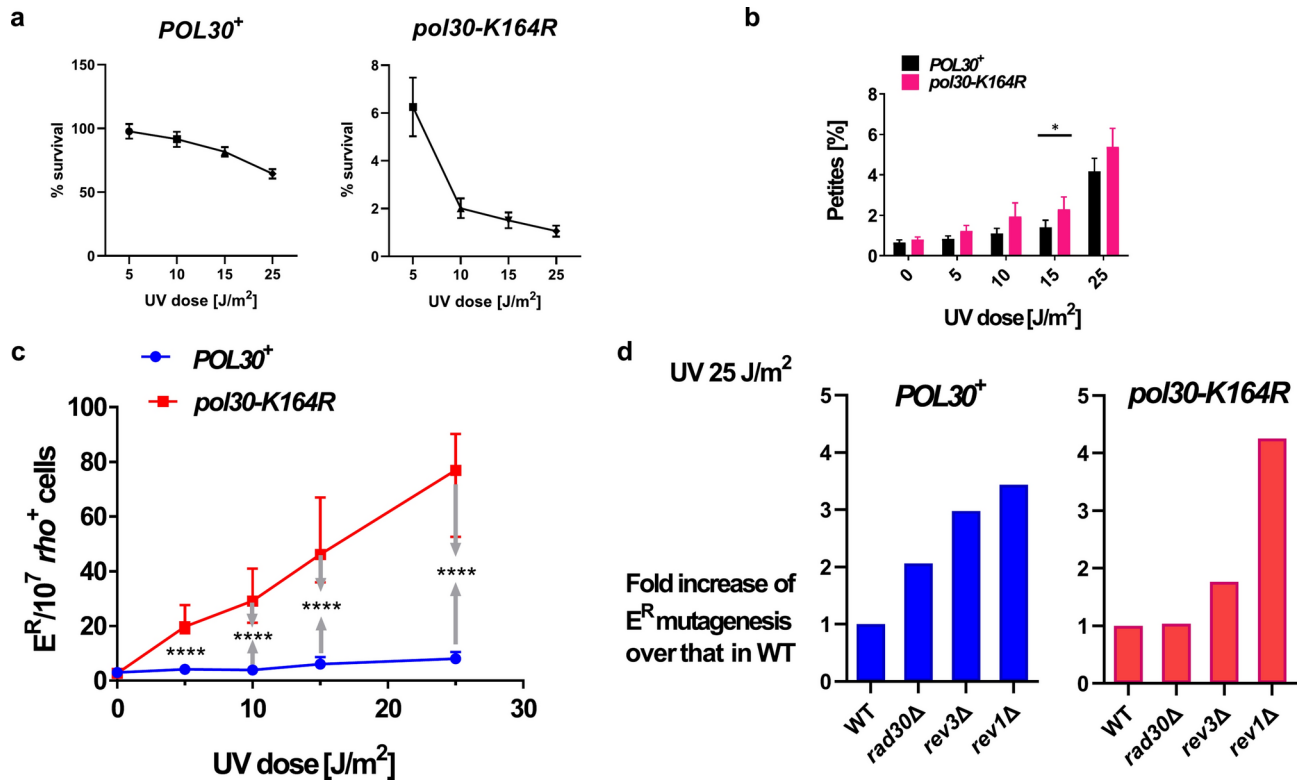 a
POL30⁺
% survival
100
50
0
5 10 15 25
UV dose [J/m²]
pol30-K164R
% survival
8
6
4
2
0
5 10 15 25
UV dose [J/m²]
b
POL30⁺
pol30-K164R
Petites [%]
8
6
4
2
0
*
0 5 10 15 25
UV dose [J/m²]
c
POL30⁺
pol30-K164R
Eᴿ/10⁷ rho⁺ cells
100
80
60
40
20
0
****
****
****
****
0 10 20 30
UV dose [J/m²]
d
UV 25 J/m²
Fold increase of
Eᴿ mutagenesis
over that in WT
POL30⁺
5
4
3
2
1
0
WT rad30Δ rev3Δ rev1Δ
pol30-K164R
5
4
3
2
1
0
WT rad30Δ rev3Δ rev1Δ